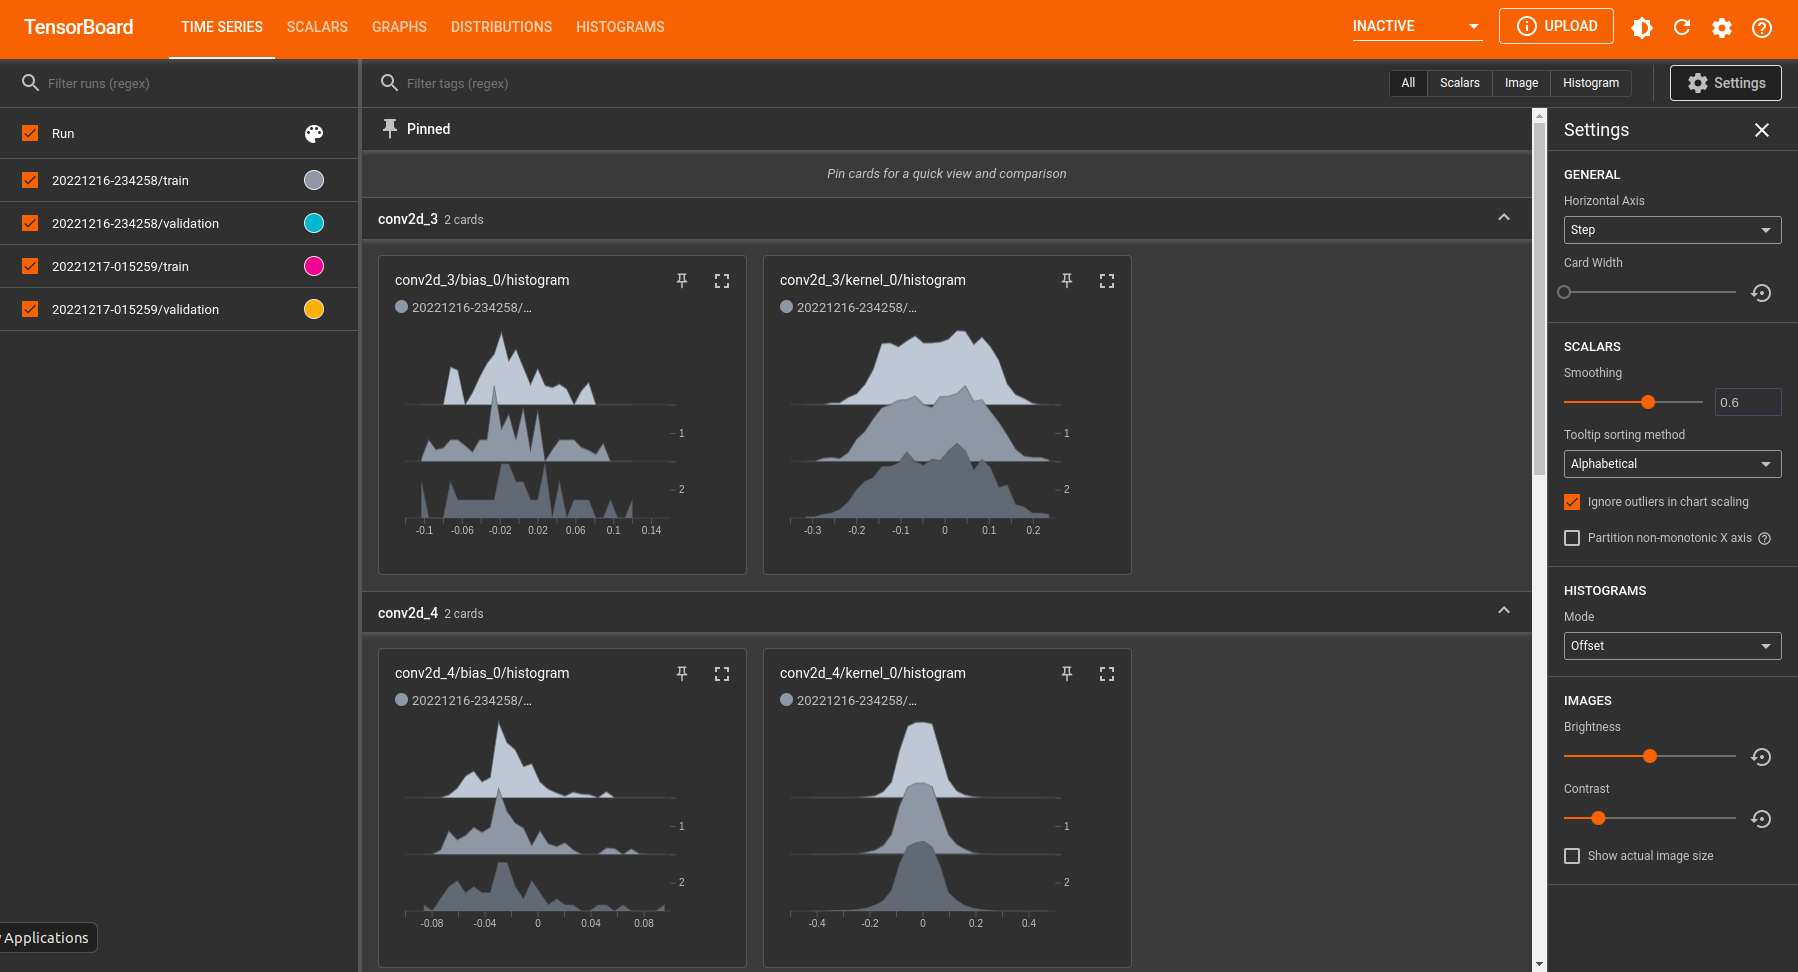 TensorBoard
TIME SERIES SCALARS GRAPHS DISTRIBUTIONS HISTOGRAMS
INACTIVE
UPLOAD
Filter runs (regex)
Run
20221216-234258/train
20221216-234258/validation
20221217-015259/train
20221217-015259/validation
Filter tags (regex)
All Scalars Image Histogram
Settings
Pinned
Pin cards for a quick view and comparison
conv2d_3 2 cards
conv2d_3/bias_0/histogram
20221216-234258/...
1
2
-0.1 -0.06 -0.02 0.02 0.06 0.1 0.14
conv2d_3/kernel_0/histogram
20221216-234258/...
1
2
-0.3 -0.2 -0.1 0 0.1 0.2
conv2d_4 2 cards
conv2d_4/bias_0/histogram
20221216-234258/...
1
2
-0.08 -0.04 0 0.04 0.08
conv2d_4/kernel_0/histogram
20221216-234258/...
1
2
-0.4 -0.2 0 0.2 0.4
Settings
GENERAL
Horizontal Axis
Step
Card Width
SCALARS
Smoothing
0.6
Tooltip sorting method
Alphabetical
Ignore outliers in chart scaling
Partition non-monotonic X axis
HISTOGRAMS
Mode
Offset
IMAGES
Brightness
Contrast
Show actual image size
Applications